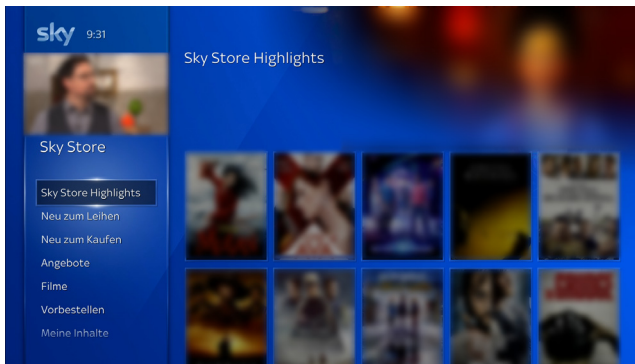 sky 9:31
Sky Store Highlights
Sky Store
Sky Store Highlights
Neu zum Leihen
Neu zum Kaufen
Angebote
Filme
Vorbestellen
Meine Inhalte